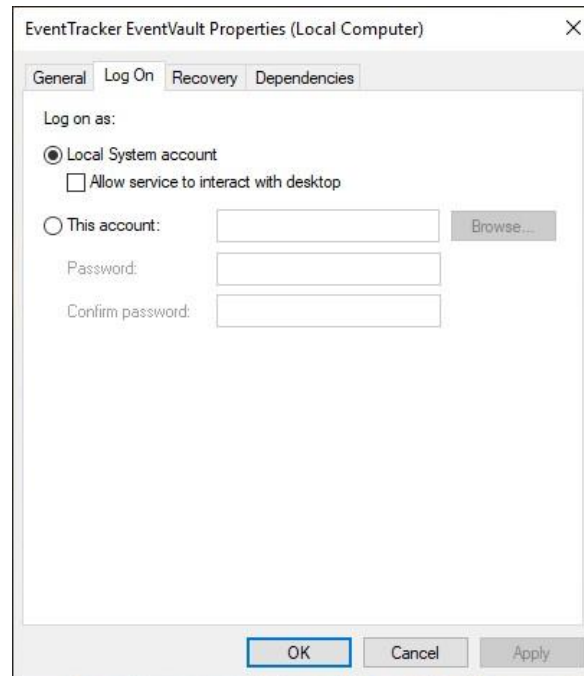 EventTracker EventVault Properties (Local Computer)
General Log On Recovery Dependencies
Log on as:
Local System account
Allow service to interact with desktop
This account: Browse...
Password:
Confirm password:
OK Cancel Apply